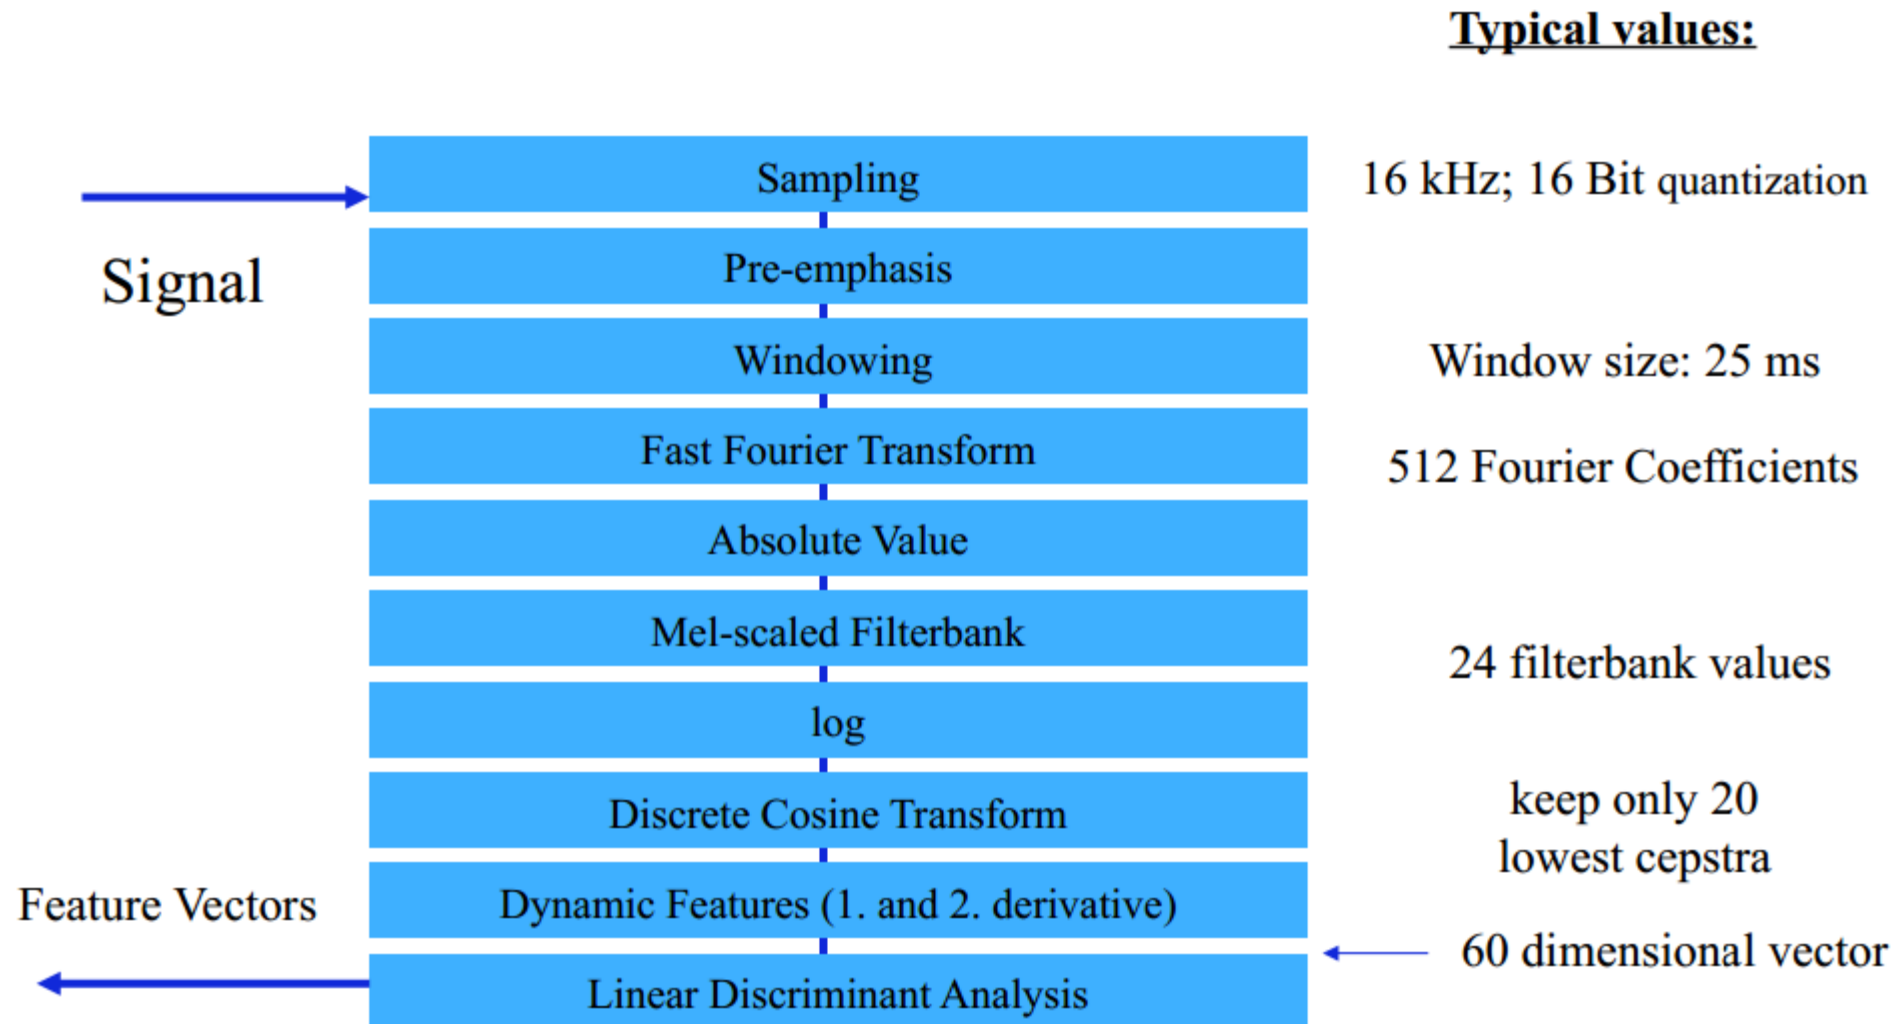 Typical values:
Sampling
16 kHz; 16 Bit quantization
Signal
Pre-emphasis
Windowing
Window size: 25 ms
Fast Fourier Transform
512 Fourier Coefficients
Absolute Value
Mel-scaled Filterbank
24 filterbank values
log
Discrete Cosine Transform
keep only 20
lowest cepstra
Feature Vectors
Dynamic Features (1. and 2. derivative)
60 dimensional vector
Linear Discriminant Analysis